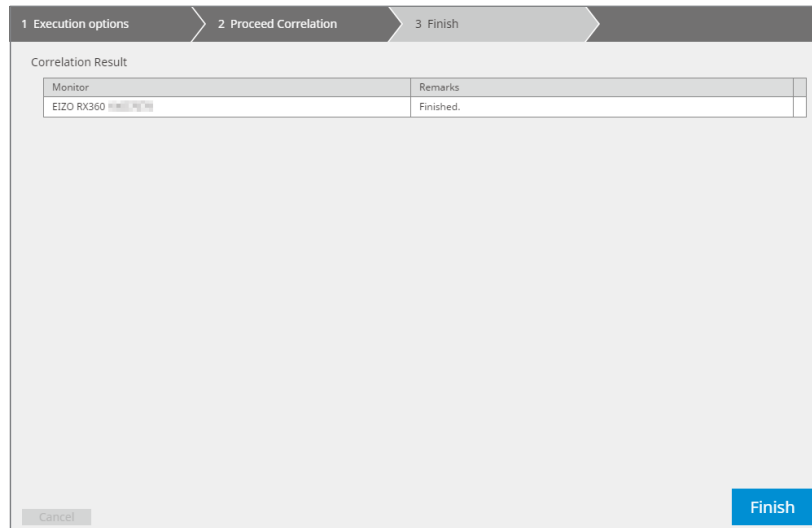 1 Execution options 2 Proceed Correlation 3 Finish
Correlation Result
Monitor Remarks
EIZO RX360 Finished.
Cancel Finish